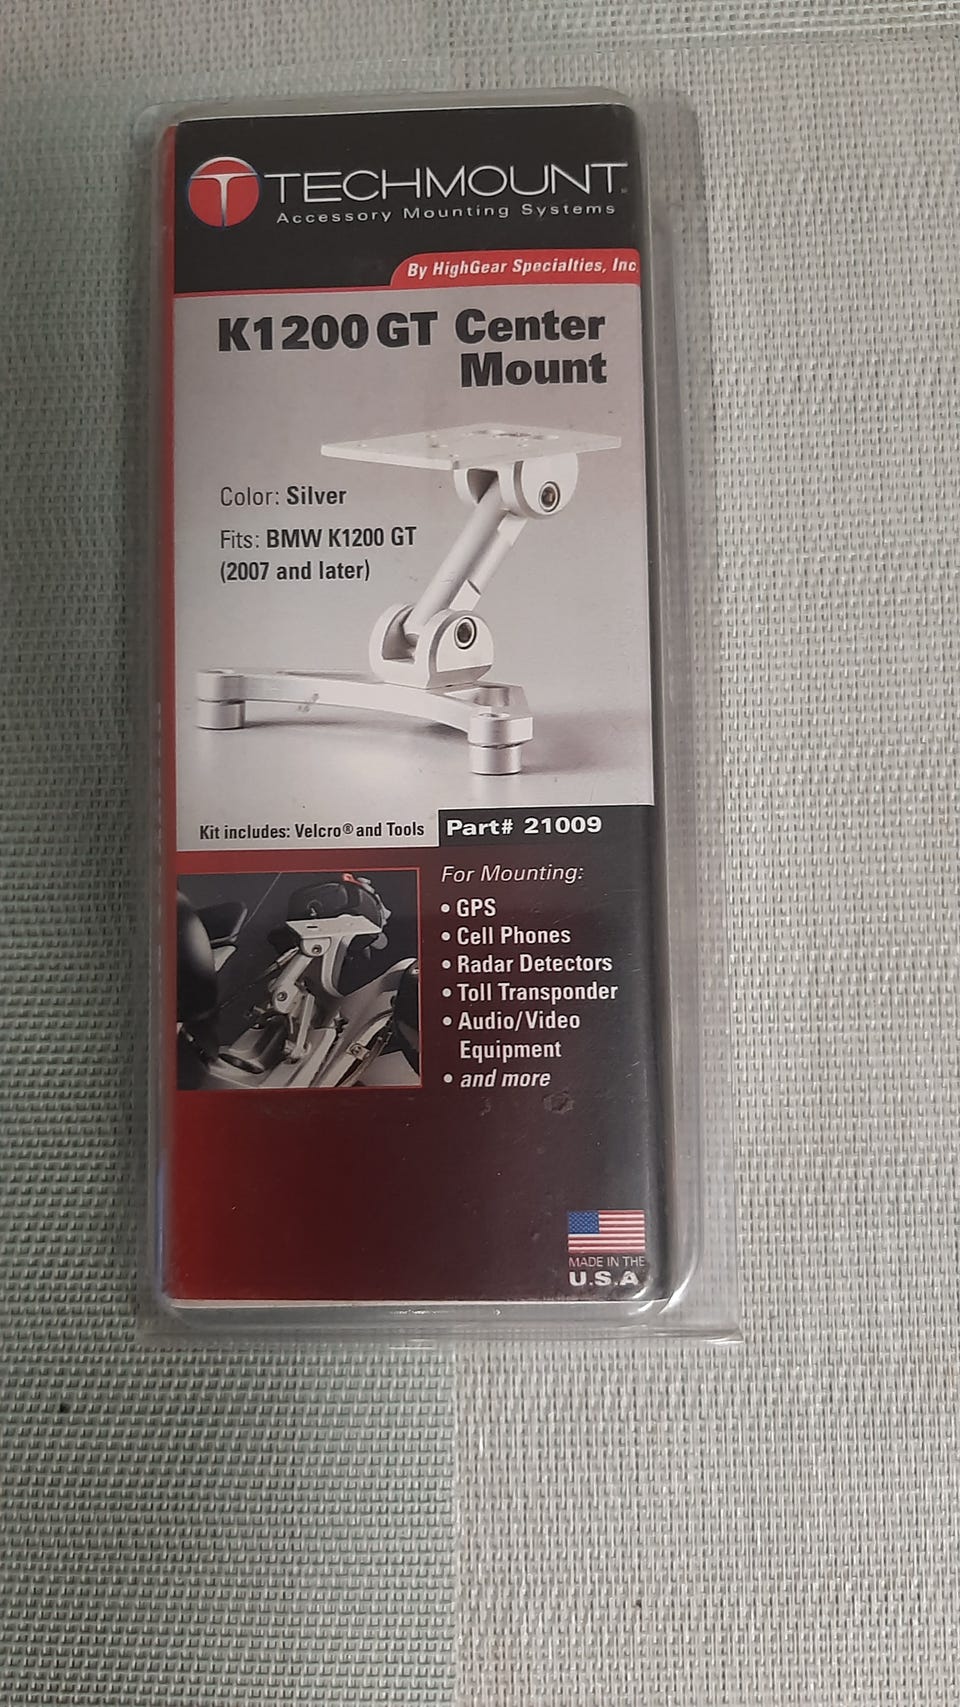 TECHMOUNT
Accessory Mounting Systems
By HighGear Specialties, Inc
K1200 GT Center
Mount
Color: Silver
Fits: BMW K1200 GT
(2007 and later)
Kit includes: Velcro® and Tools
Part# 21009
For Mounting:
• GPS
• Cell Phones
• Radar Detectors
• Toll Transponder
• Audio/Video
Equipment
• and more
MADE IN THE
U.S.A